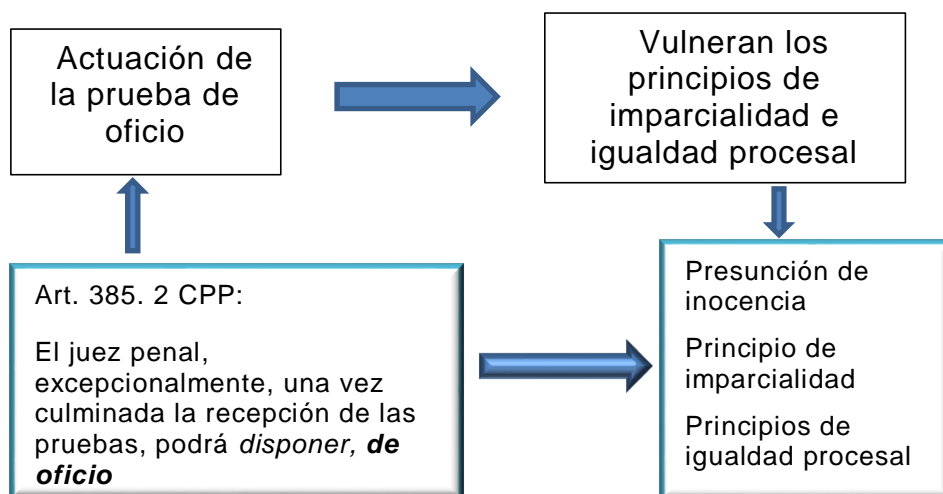 Actuación de
la prueba de
oficio
Vulneran los
principios de
imparcialidad e
igualdad procesal
Art. 385. 2 CPP:
El juez penal,
excepcionalmente, una vez
culminada la recepción de las
pruebas, podrá disponer, de
oficio
Presunción de
inocencia
Principio de
imparcialidad
Principios de
igualdad procesal